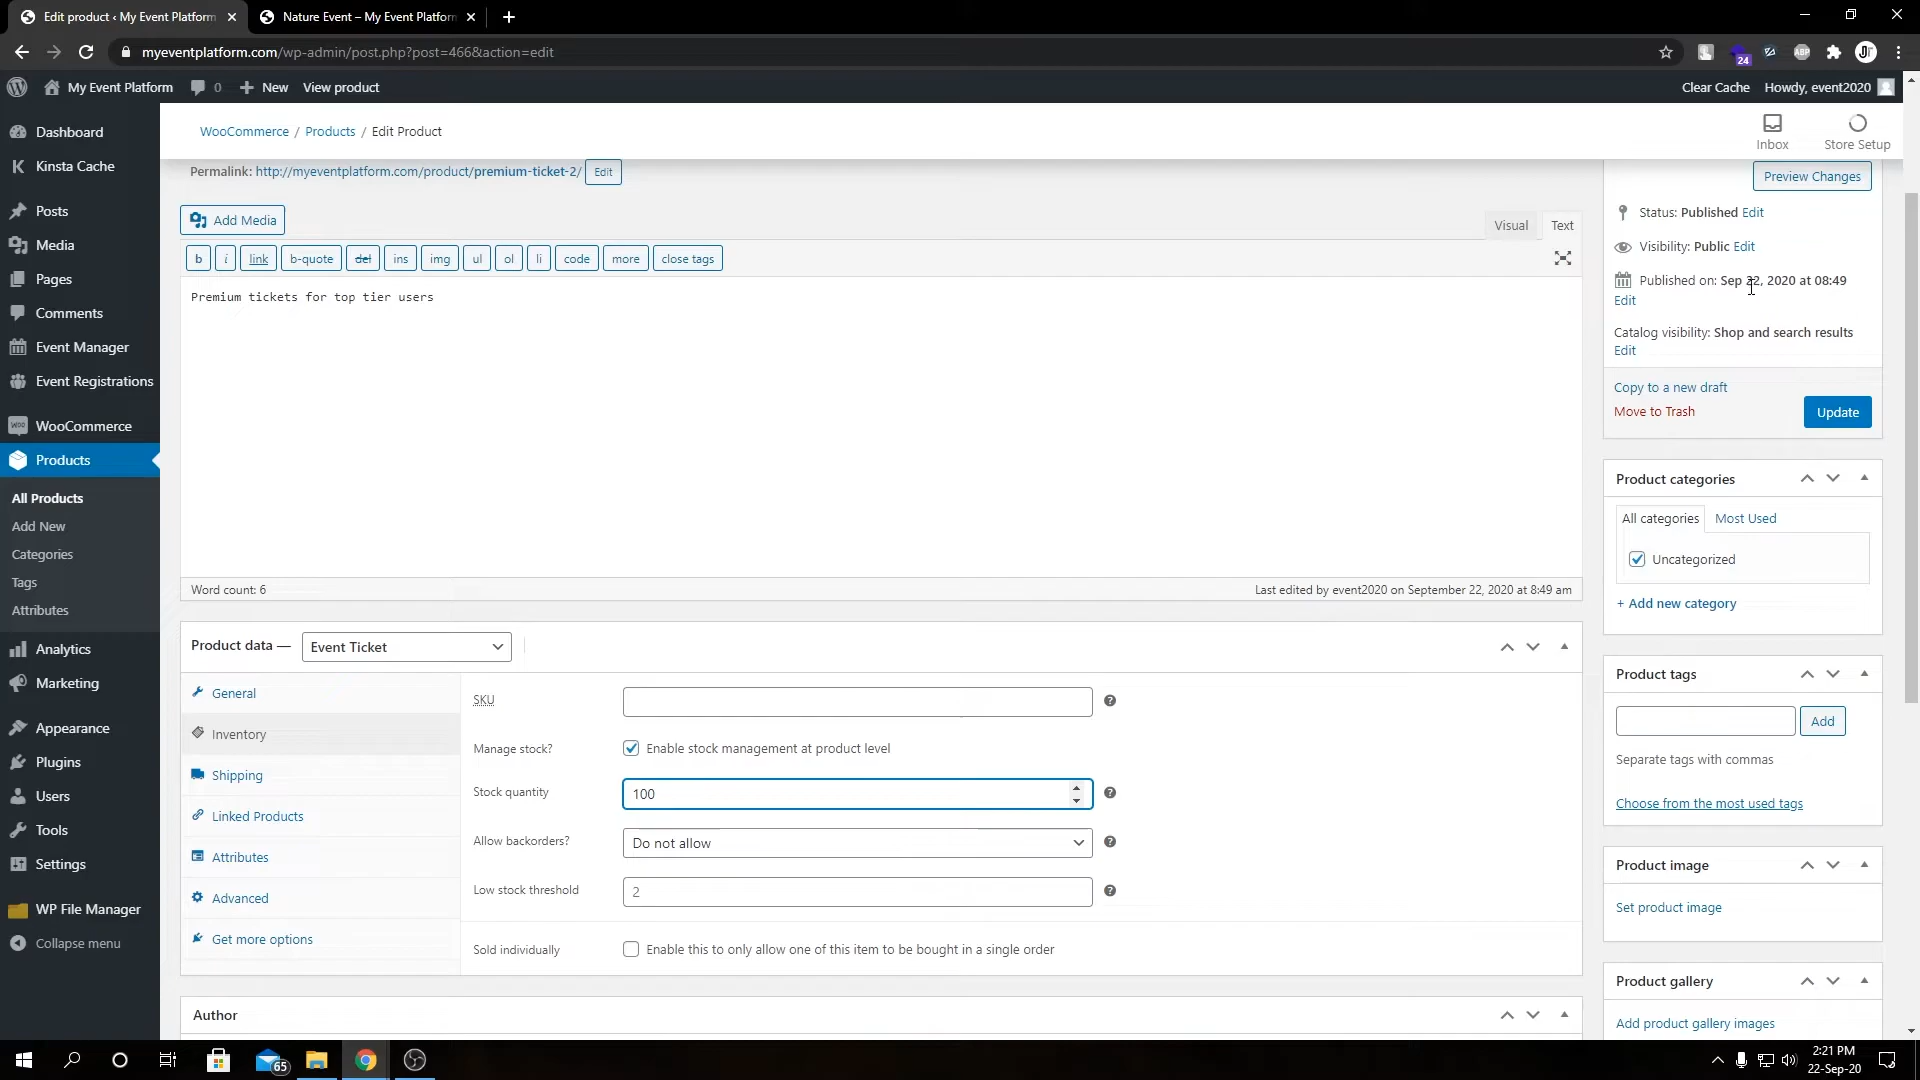 Edit product ‹ My Event Platform
Nature Event – My Event Platform
myeventplatform.com/wp-admin/post.php?post=466&action=edit
ABP
24
My Event Platform
0
New
View product
Clear Cache
Howdy, event2020
WooCommerce / Products / Edit Product
Inbox
Store Setup
Dashboard
Kinsta Cache
Posts
Media
Pages
Comments
Event Manager
Event Registrations
WooCommerce
Products
All Products
Add New
Categories
Tags
Attributes
Analytics
Marketing
Appearance
Plugins
Users
Tools
Settings
WP File Manager
Collapse menu
Permalink: http://myeventplatform.com/product/premium-ticket-2/ Edit
Add Media
Visual
Text
b
i
link
b-quote
del
ins
img
ul
ol
li
code
more
close tags
Premium tickets for top tier users
Word count: 6
Last edited by event2020 on September 22, 2020 at 8:49 am
Product data —
Event Ticket
General
Inventory
Shipping
Linked Products
Attributes
Advanced
Get more options
SKU
Manage stock?
Enable stock management at product level
Stock quantity
100
Allow backorders?
Do not allow
Low stock threshold
2
Sold individually
Enable this to only allow one of this item to be bought in a single order
Author
Preview Changes
Status: Published Edit
Visibility: Public Edit
Published on: Sep 22, 2020 at 08:49
Edit
Catalog visibility: Shop and search results
Edit
Copy to a new draft
Move to Trash
Update
Product categories
All categories
Most Used
Uncategorized
+ Add new category
Product tags
Add
Separate tags with commas
Choose from the most used tags
Product image
Set product image
Product gallery
Add product gallery images
65
2:21 PM
22-Sep-20